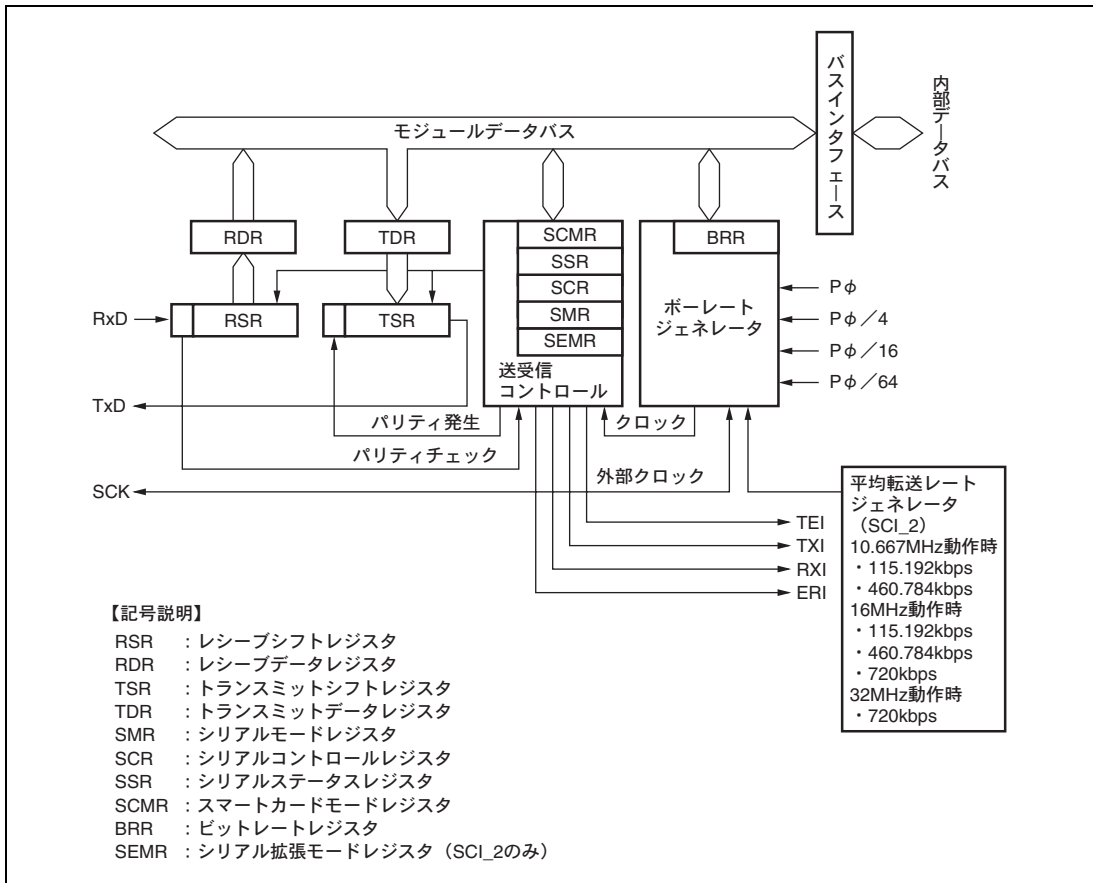 モジュールデータバス
バスインタフェース
内部データバス
RDR
TDR
SCMR
SSR
SCR
SMR
SEMR
送受信
コントロール
BRR
ボーレート
ジェネレータ
Pφ
Pφ／4
Pφ／16
Pφ／64
RxD
RSR
TSR
TxD
パリティ発生
パリティチェック
クロック
外部クロック
SCK
TEI
TXI
RXI
ERI
平均転送レート
ジェネレータ
（SCI_2）
10.667MHz動作時
・115.192kbps
・460.784kbps
16MHz動作時
・115.192kbps
・460.784kbps
・720kbps
32MHz動作時
・720kbps
【記号説明】
RSR ：レシーブシフトレジスタ
RDR ：レシーブデータレジスタ
TSR ：トランスミットシフトレジスタ
TDR ：トランスミットデータレジスタ
SMR ：シリアルモードレジスタ
SCR ：シリアルコントロールレジスタ
SSR ：シリアルステータスレジスタ
SCMR ：スマートカードモードレジスタ
BRR ：ビットレートレジスタ
SEMR ：シリアル拡張モードレジスタ（SCI_2のみ）